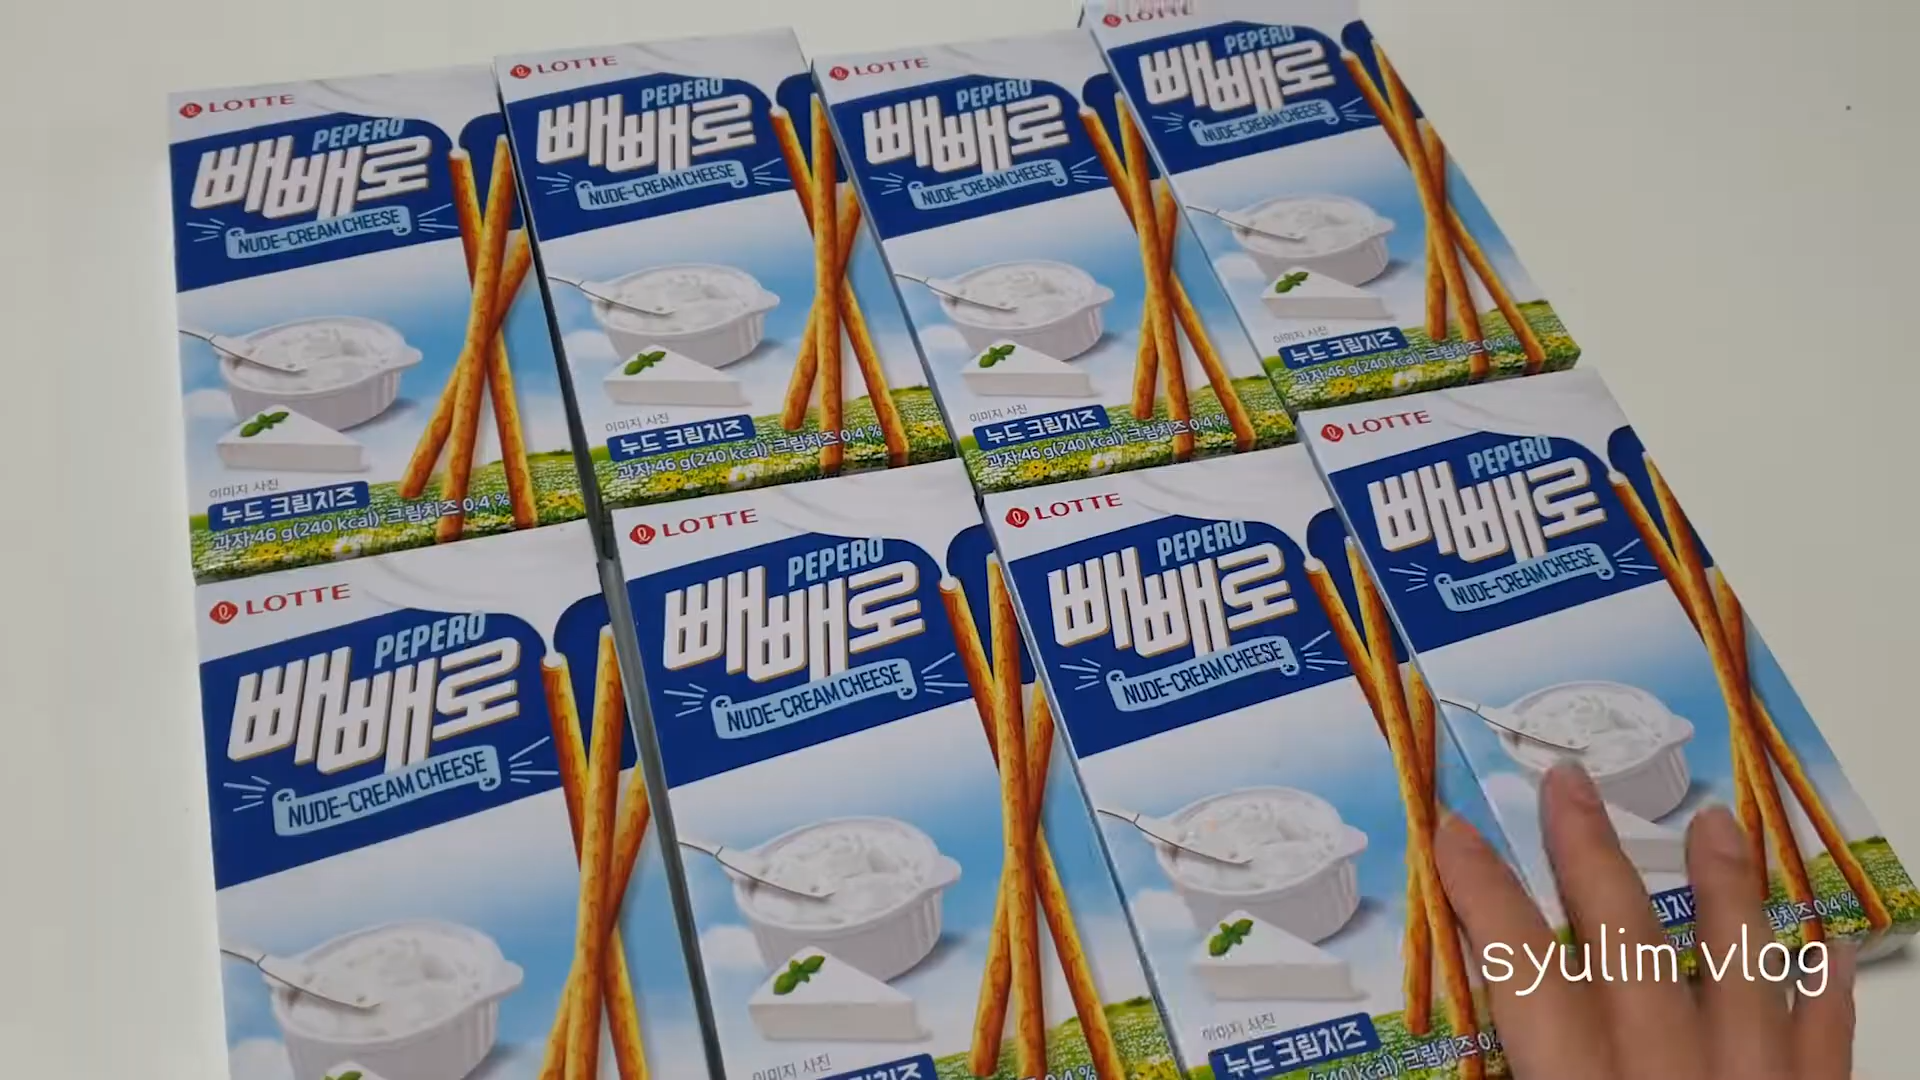 LOTTE
PEPERO
빼빼로
NUDE-CREAM CHEESE
이미지 사진
누드 크림치즈
과자 46 g(240 kcal) 크림치즈 0.4 %
LOTTE
PEPERO
빼빼로
NUDE-CREAM CHEESE
이미지 사진
누드 크림치즈
과자 46 g(240 kcal) 크림치즈 0.4 %
LOTTE
PEPERO
빼빼로
NUDE-CREAM CHEESE
이미지 사진
누드 크림치즈
과자 46 g(240 kcal) 크림치즈 0.4 %
LOTTE
PEPERO
빼빼로
NUDE-CREAM CHEESE
이미지 사진
누드 크림치즈
과자 46 g(240 kcal) 크림치즈 0.4 %
LOTTE
PEPERO
빼빼로
NUDE-CREAM CHEESE
LOTTE
PEPERO
빼빼로
NUDE-CREAM CHEESE
이미지 사진
LOTTE
PEPERO
빼빼로
NUDE-CREAM CHEESE
이미지 사진
누드 크림치즈
(240 kcal) 크림치즈
LOTTE
PEPERO
빼빼로
NUDE-CREAM CHEESE
0.4 %
syulim vlog